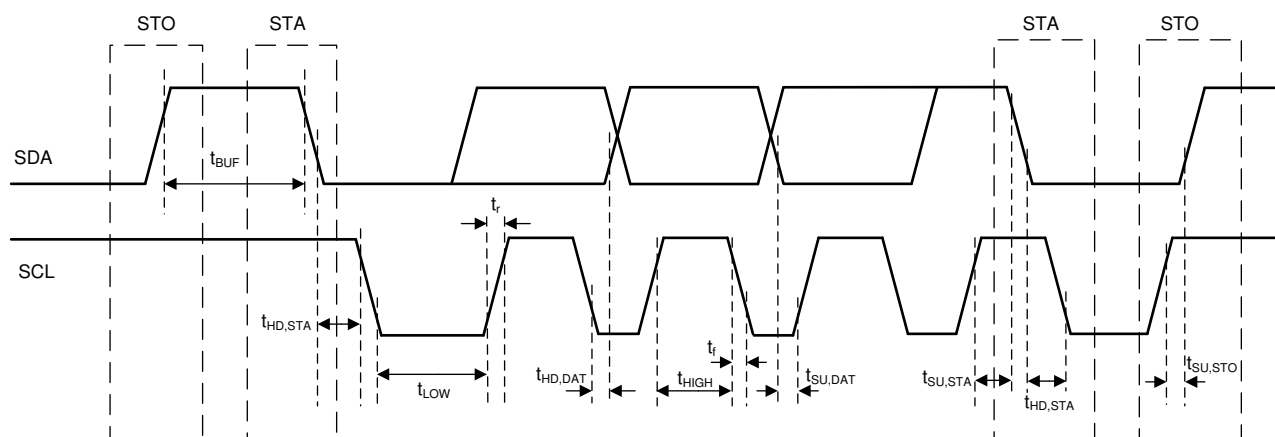 STO
STA
STA
STO
SDA
tBUF
tr
SCL
tHD,STA
tLOW
tHD,DAT
tHIGH
tf
tSU,DAT
tSU,STA
tHD,STA
tSU,STO